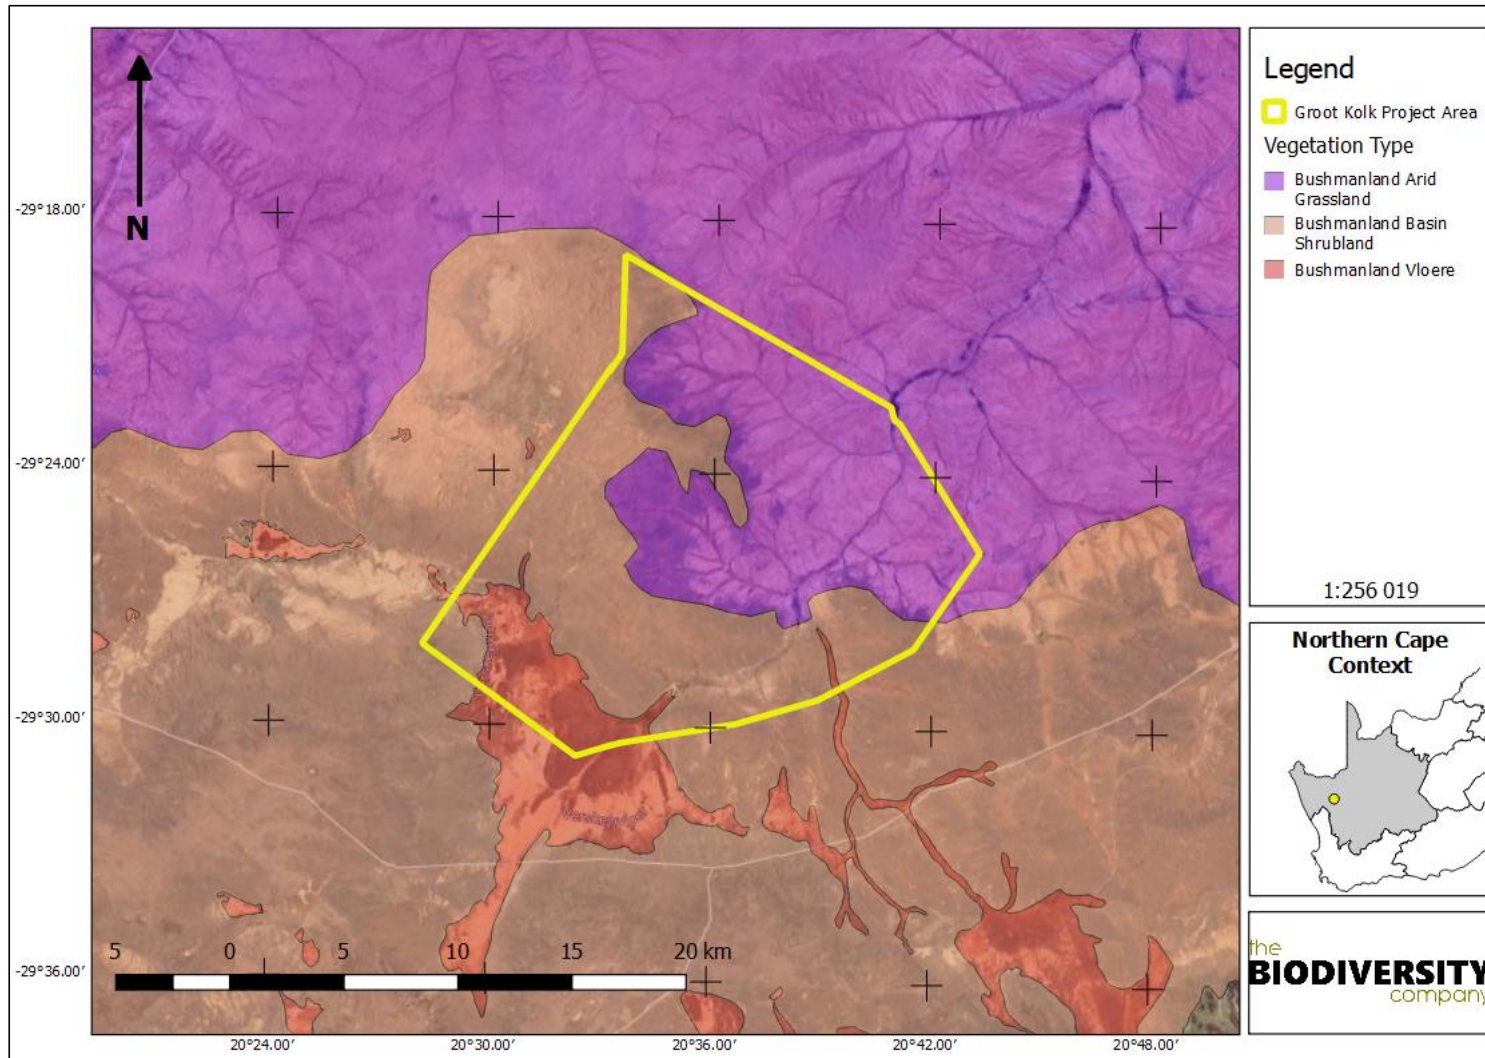 N
-29°18.00'
-29°24.00'
-29°30.00'
-29°36.00'
5 0 5 10 15 20 km
20°24.00' 20°30.00' 20°36.00' 20°42.00' 20°48.00'
Legend
Groot Kolk Project Area
Vegetation Type
Bushmanland Arid
Grassland
Bushmanland Basin
Shrubland
Bushmanland Vloere
1:256 019
Northern Cape
Context
the
BIODIVERSITY
company